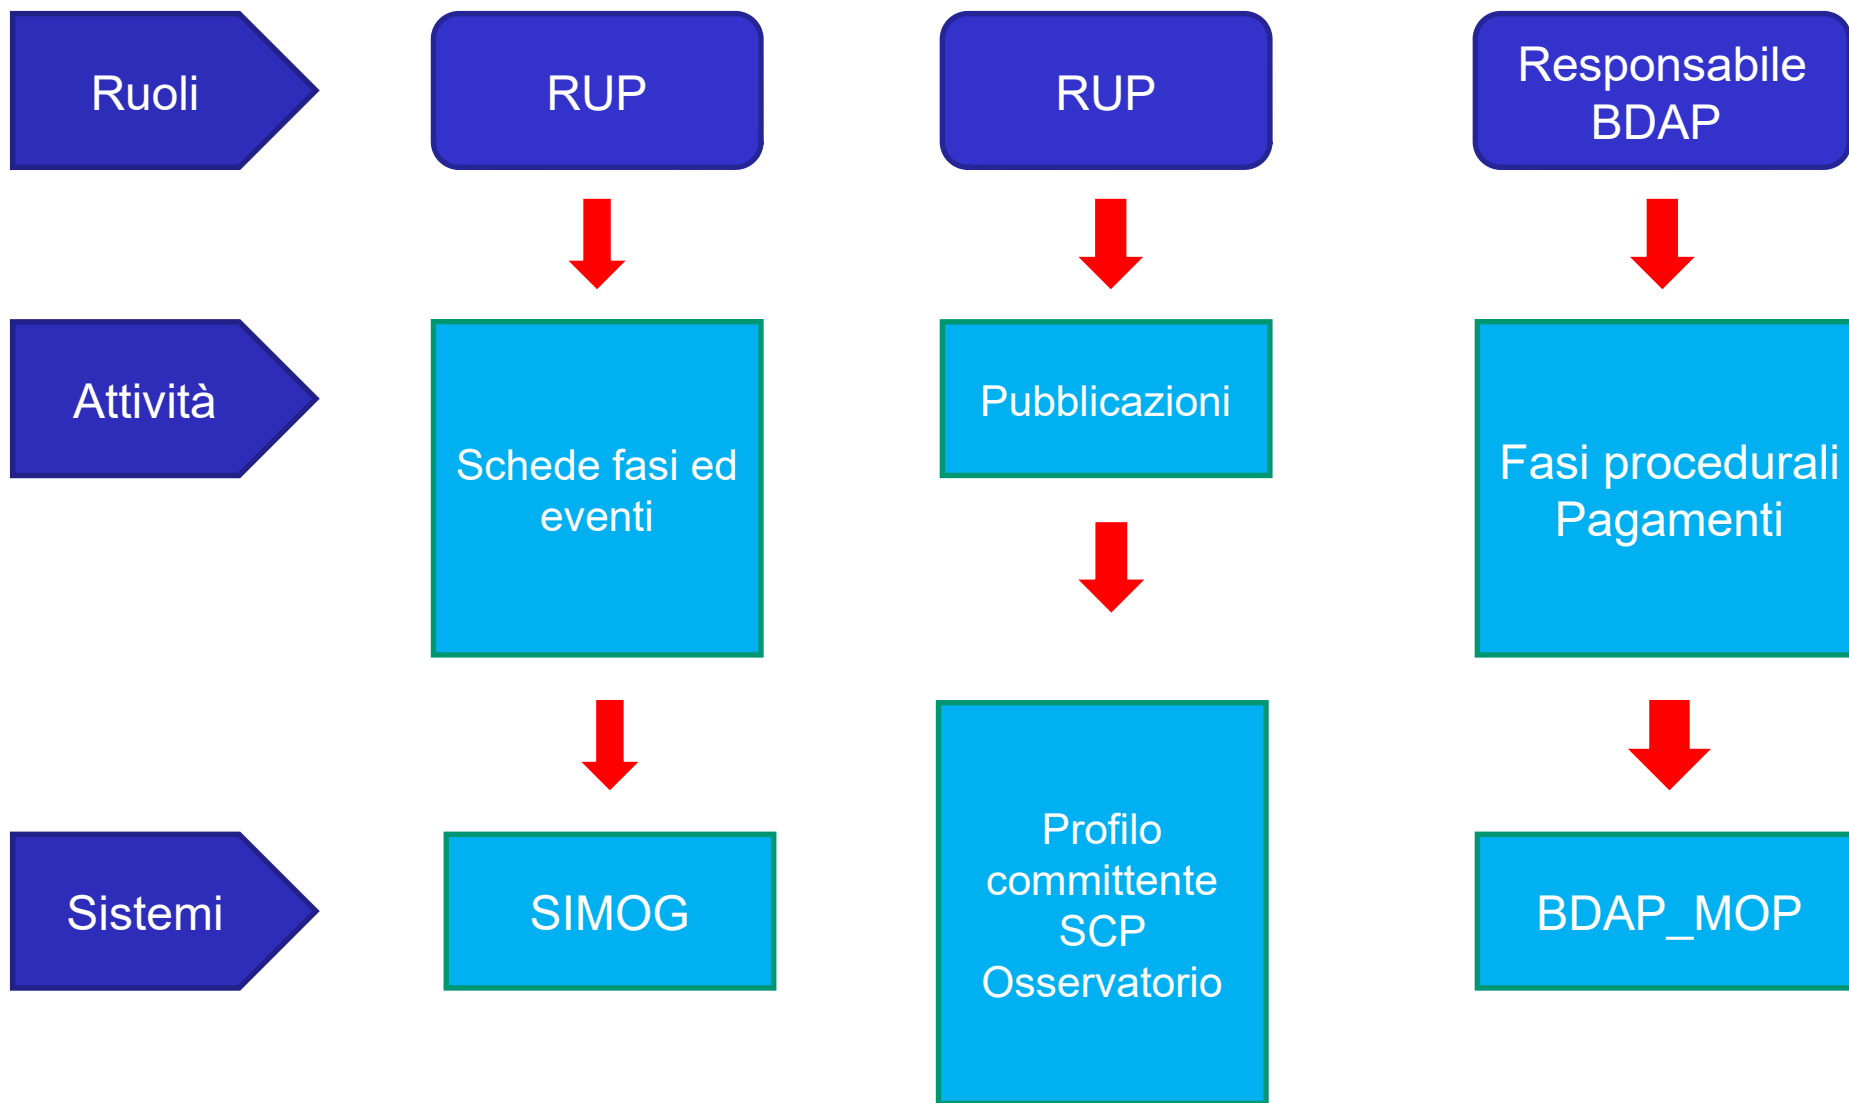 Ruoli
RUP
RUP
Responsabile
BDAP
Attività
Schede fasi ed
eventi
Pubblicazioni
Fasi procedurali
Pagamenti
Sistemi
SIMOG
Profilo
committente
SCP
Osservatorio
BDAP_MOP